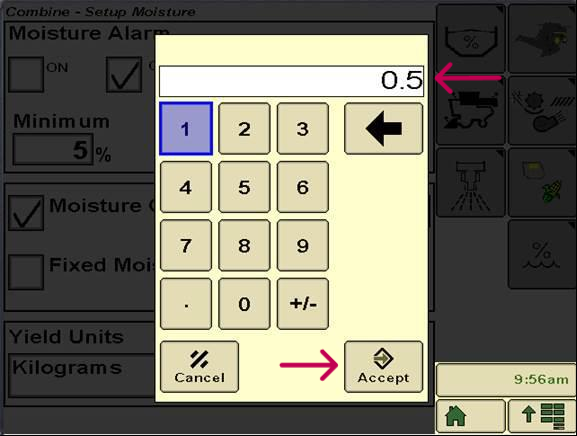 Combine - Setup Moisture
Moisture Alarm
ON
Minimum
5 %
Moisture
Fixed
Yield Units
Kilograms
0.5
1 2 3
4 5 6
7 8 9
. 0 +/-
Cancel
Accept
%
%
9:56am